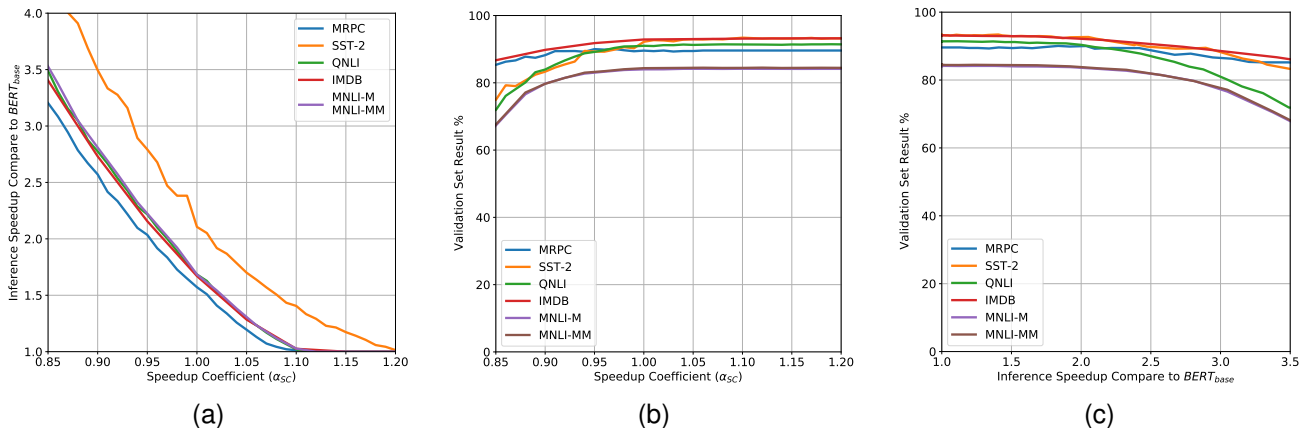 4.0
3.5
3.0
2.5
2.0
1.5
1.0
Inference Speedup Compare to BERT_base
0.85
0.90
0.95
1.00
1.05
1.10
1.15
1.20
Speedup Coefficient (α_SC)
MRPC
SST-2
QNLI
IMDB
MNLI-M
MNLI-MM
(a)
100
80
60
40
20
0
Validation Set Result %
0.85
0.90
0.95
1.00
1.05
1.10
1.15
1.20
Speedup Coefficient (α_SC)
MRPC
SST-2
QNLI
IMDB
MNLI-M
MNLI-MM
(b)
100
80
60
40
20
0
Validation Set Result %
1.0
1.5
2.0
2.5
3.0
3.5
Inference Speedup Compare to BERT_base
MRPC
SST-2
QNLI
IMDB
MNLI-M
MNLI-MM
(c)